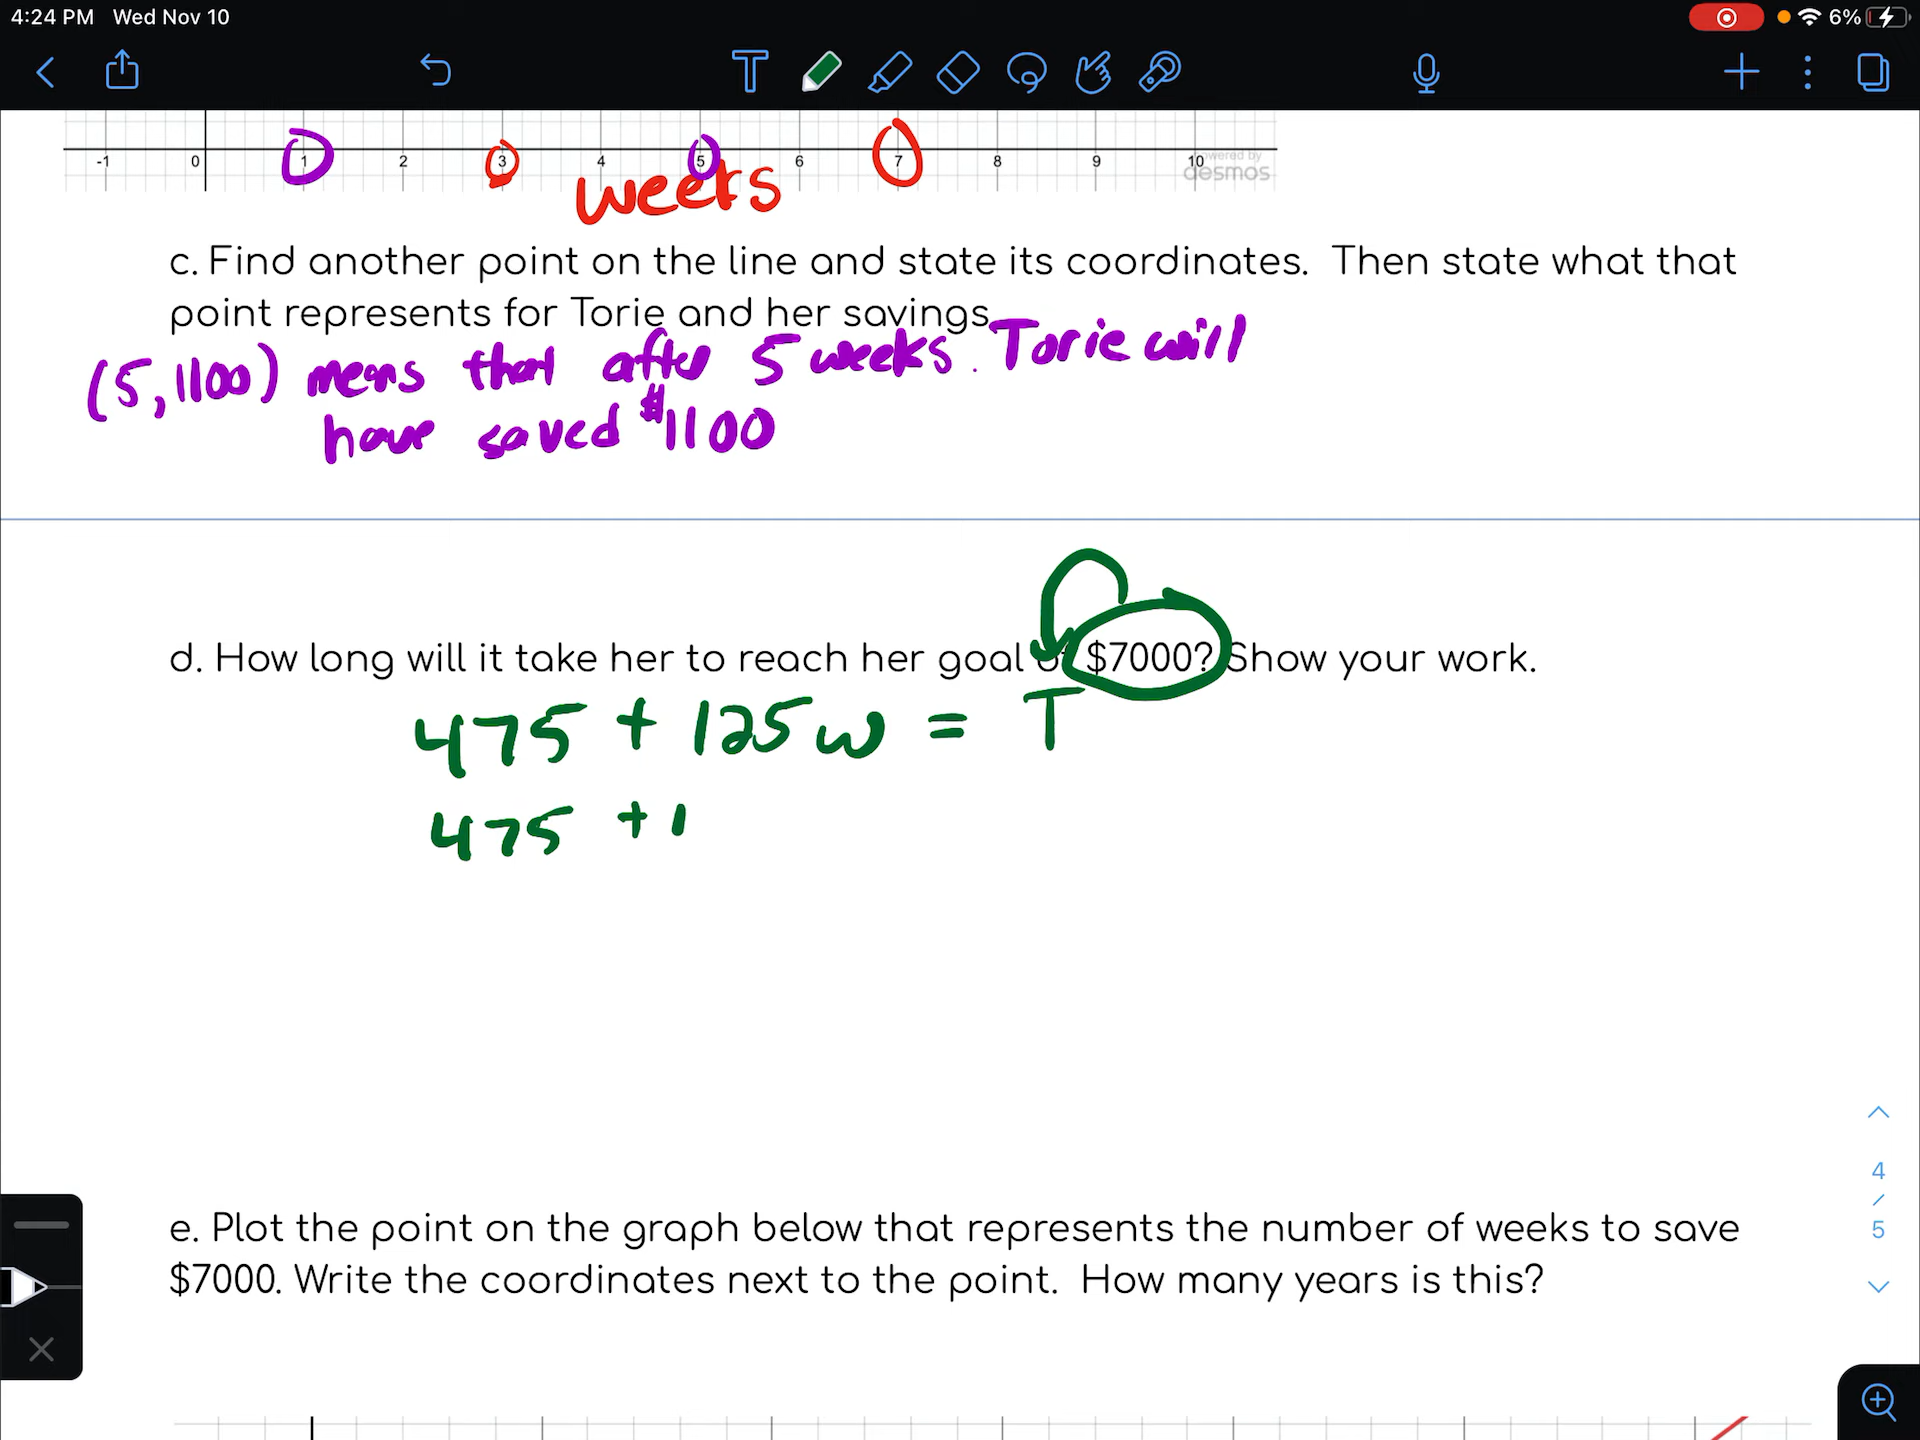 4:24 PM Wed Nov 10
6%
-1 0 1 2 3 4 5 6 7 8 9 10
powered by
desmos
weeks
c. Find another point on the line and state its coordinates. Then state what that
point represents for Torie and her savings.
(5,1100) means that after 5 weeks. Torie will
have saved $1100
d. How long will it take her to reach her goal of $7000? Show your work.
475 + 125w = T
475 + 1
4
/
5
e. Plot the point on the graph below that represents the number of weeks to save
$7000. Write the coordinates next to the point. How many years is this?